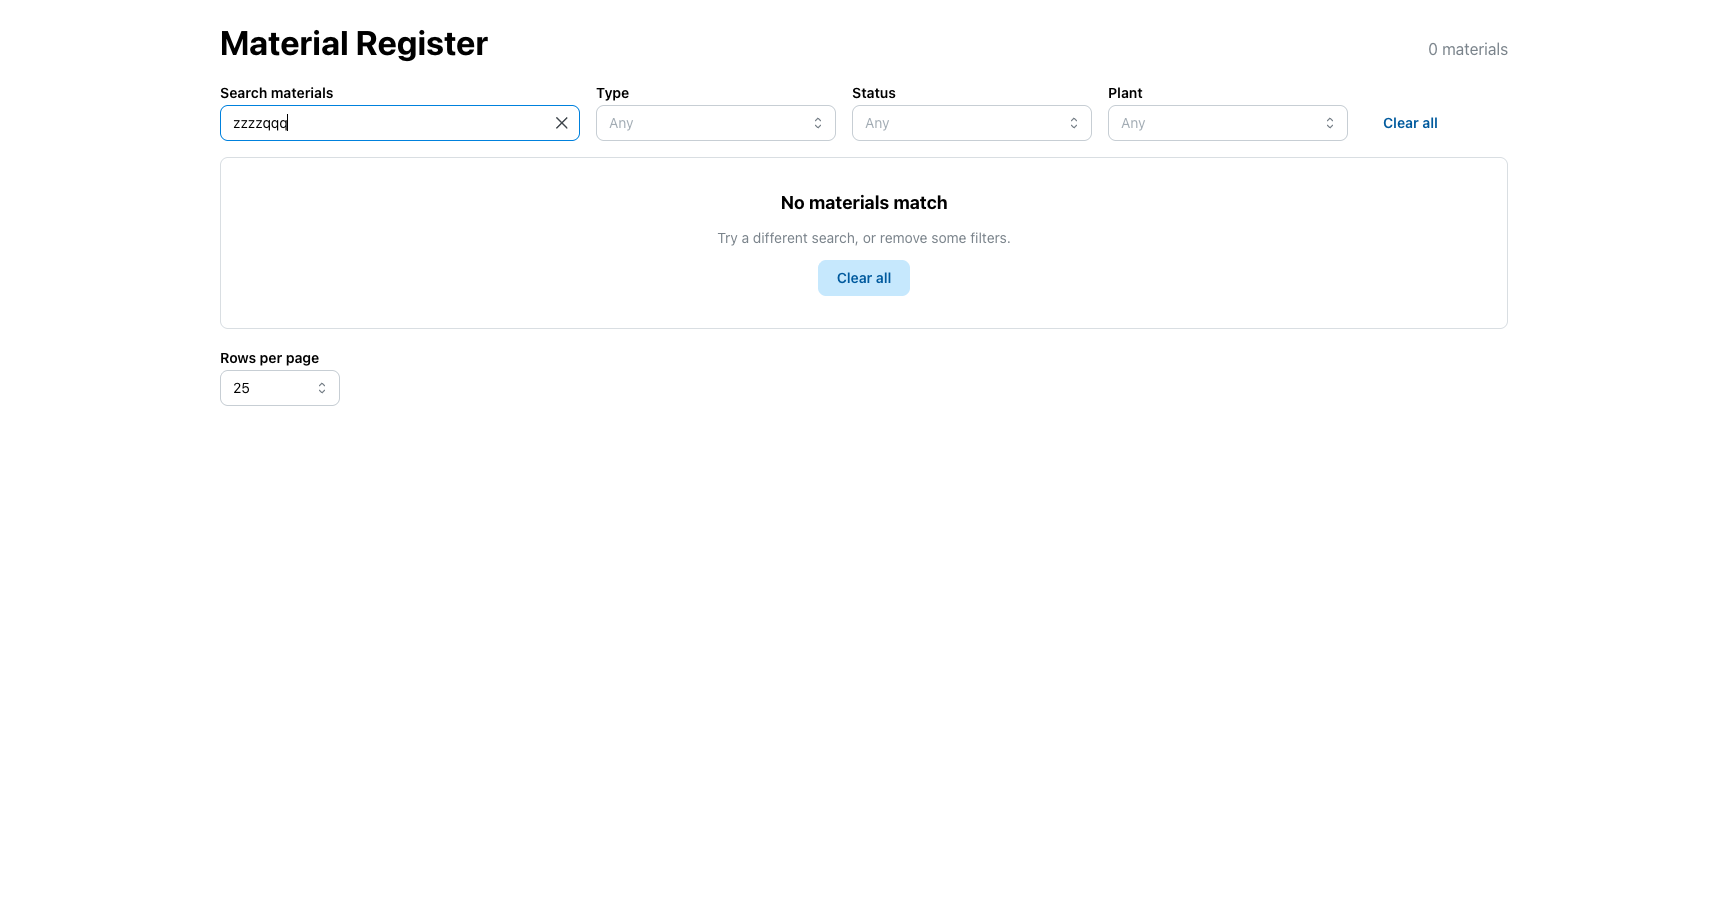 Material Register
0 materials
Search materials
Type
Status
Plant
zzzzqqq
Any
Any
Any
Clear all
No materials match
Try a different search, or remove some filters.
Clear all
Rows per page
25